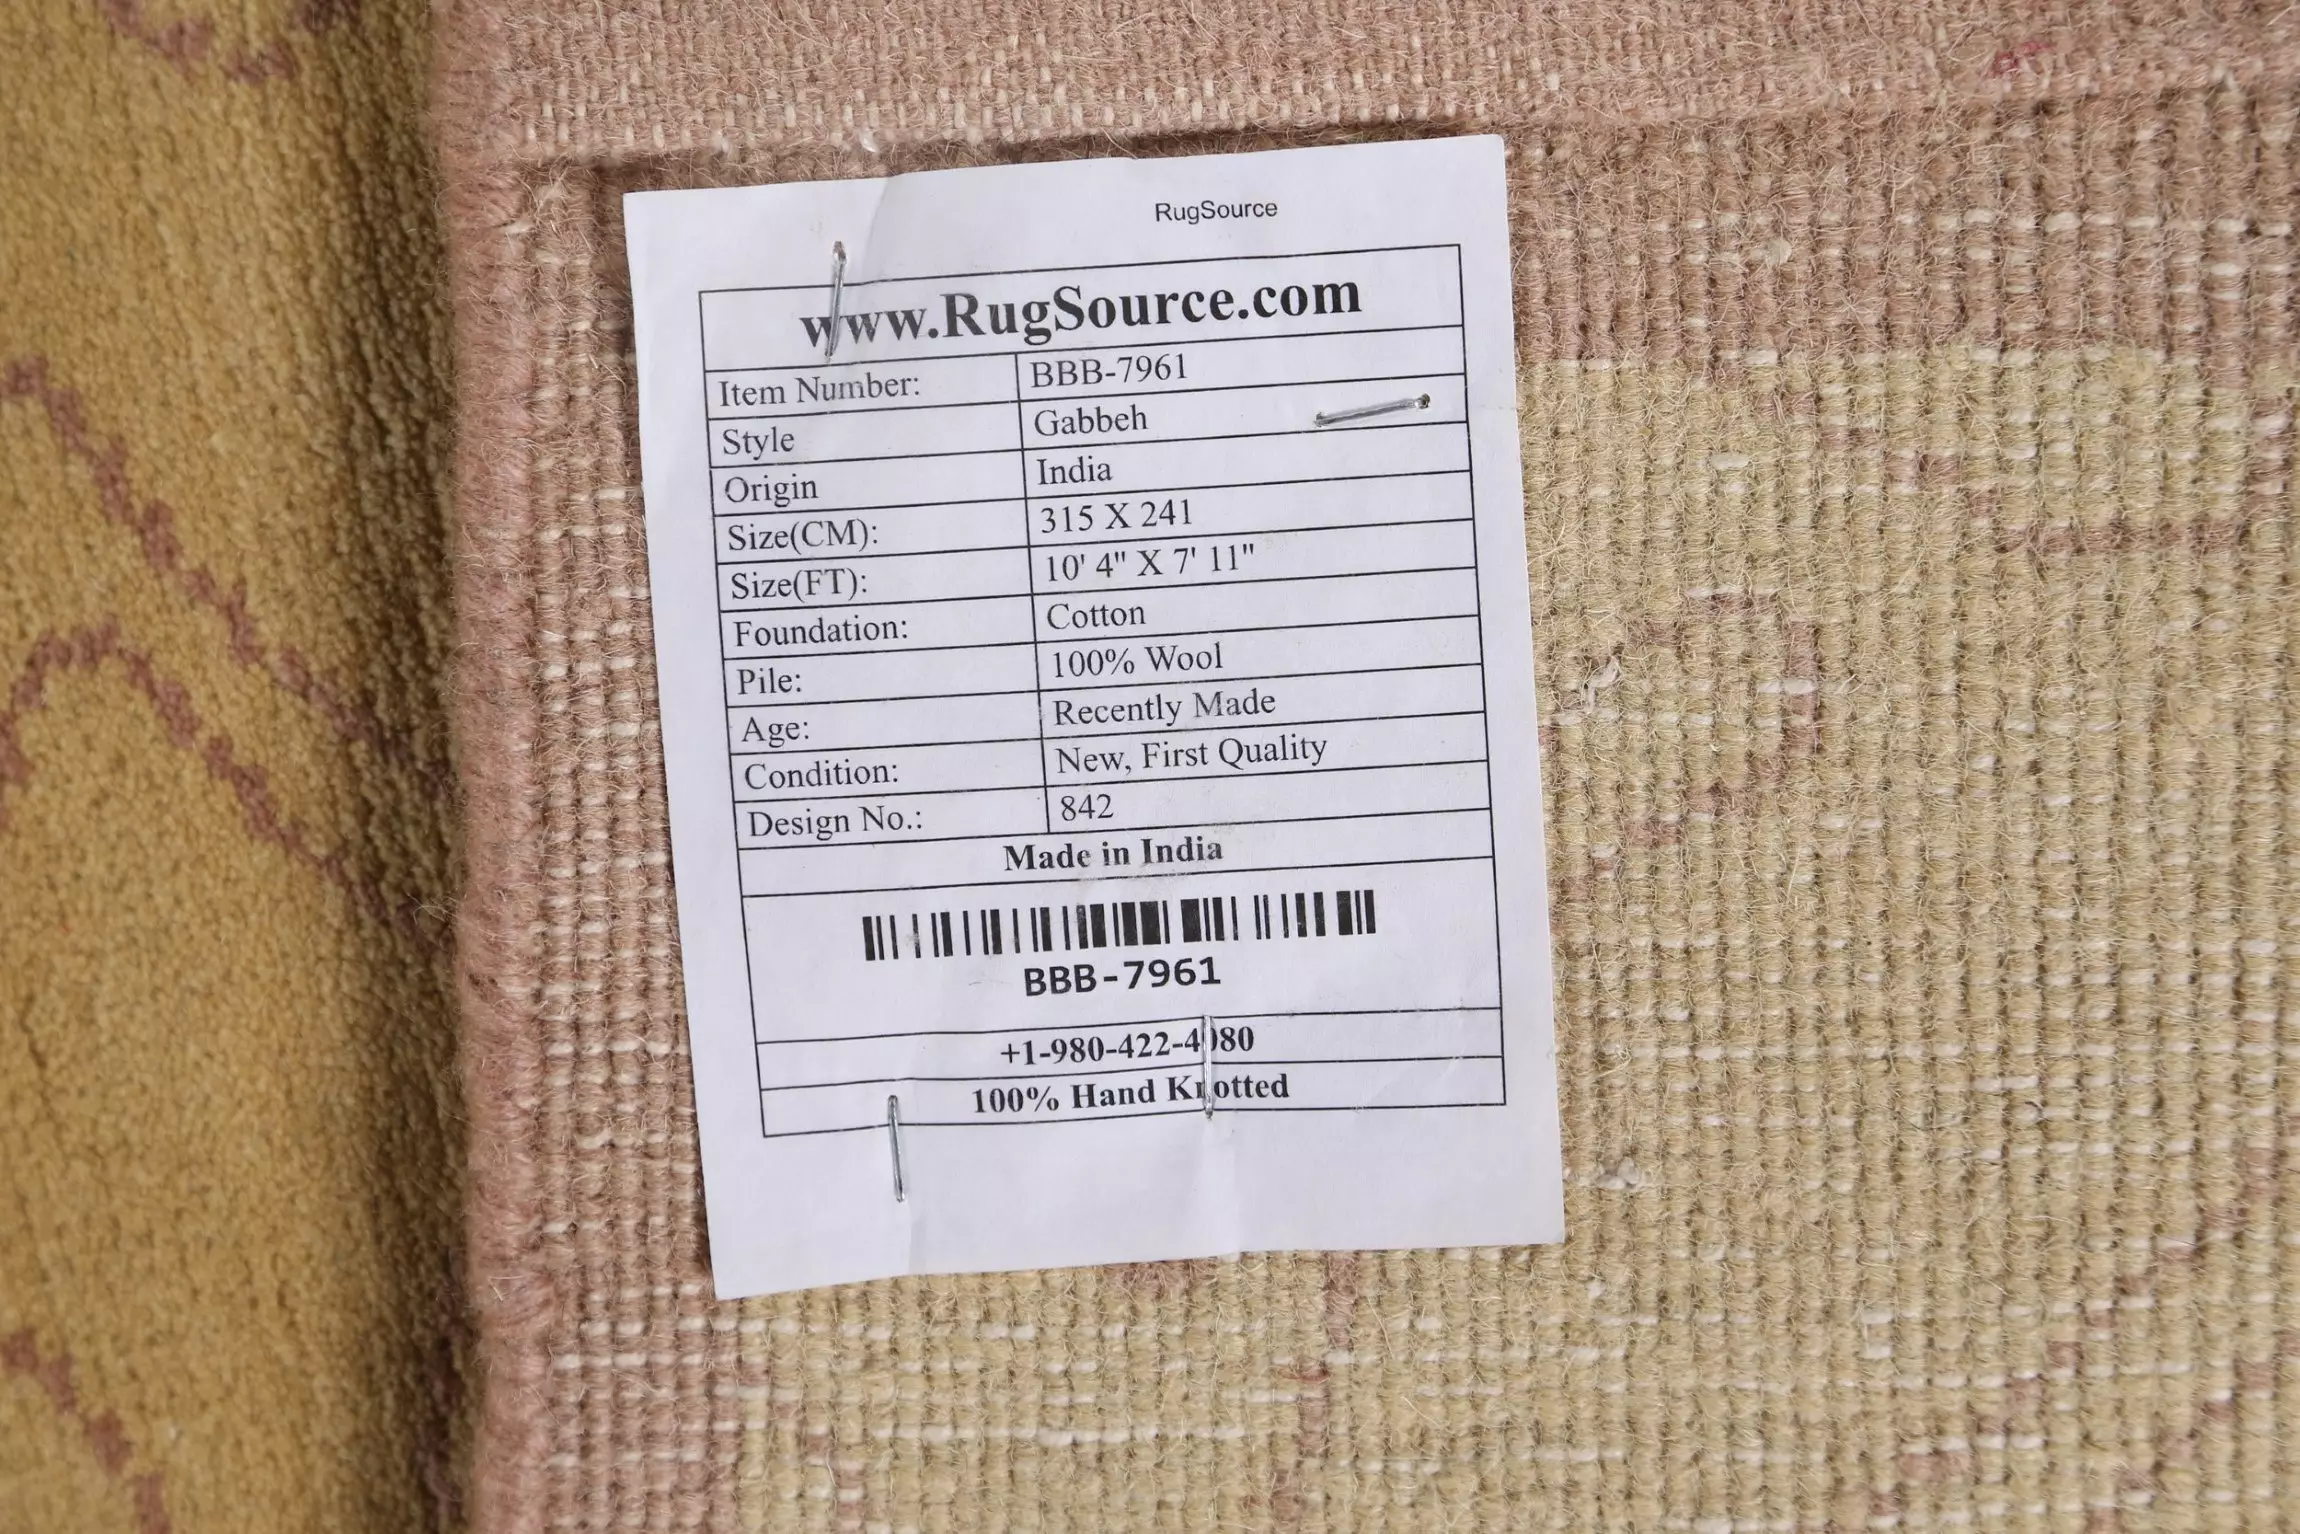 RugSource
www.RugSource.com
Item Number: BBB-7961
Style Gabbeh
Origin India
Size(CM): 315 X 241
Size(FT): 10' 4" X 7' 11"
Foundation: Cotton
Pile: 100% Wool
Age: Recently Made
Condition: New, First Quality
Design No.: 842
Made in India
BBB-7961
+1-980-422-4080
100% Hand Knotted